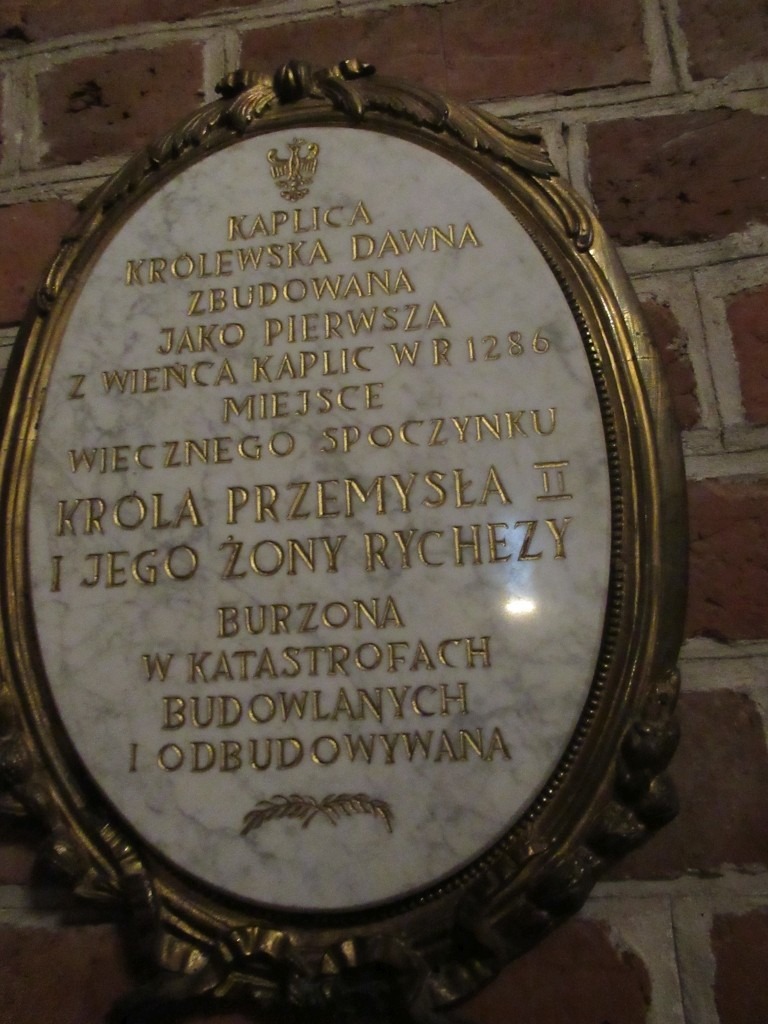 KAPLICA
KRÓLEWSKA DAWNA
ZBUDOWANA
JAKO PIERWSZA
Z WIEŃCA KAPLIC W R 1286
MIEJSCE
WIECZNEGO SPOCZYNKU
KRÓLA PRZEMYSŁA II
I JEGO ŻONY RYCHEZY
BURZONA
W KATASTROFACH
BUDOWLANYCH
I ODBUDOWYWANA